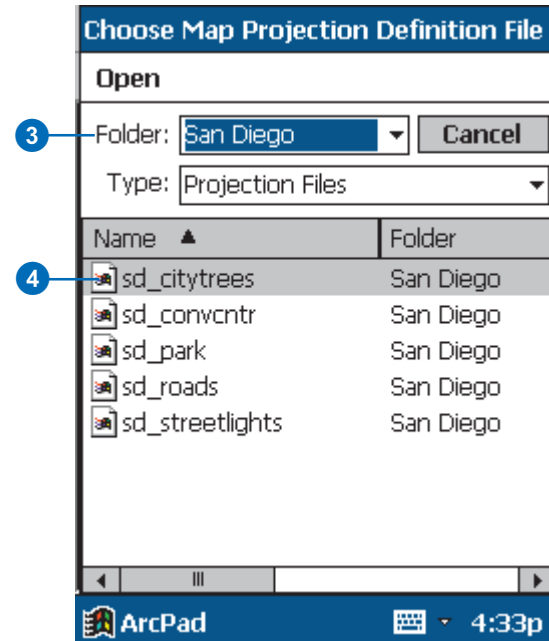 Choose Map Projection Definition File
Open
3 Folder: San Diego Cancel
Type: Projection Files
Name Folder
4 sd_citytrees San Diego
sd_convcntr San Diego
sd_park San Diego
sd_roads San Diego
sd_streetlights San Diego
ArcPad 4:33p